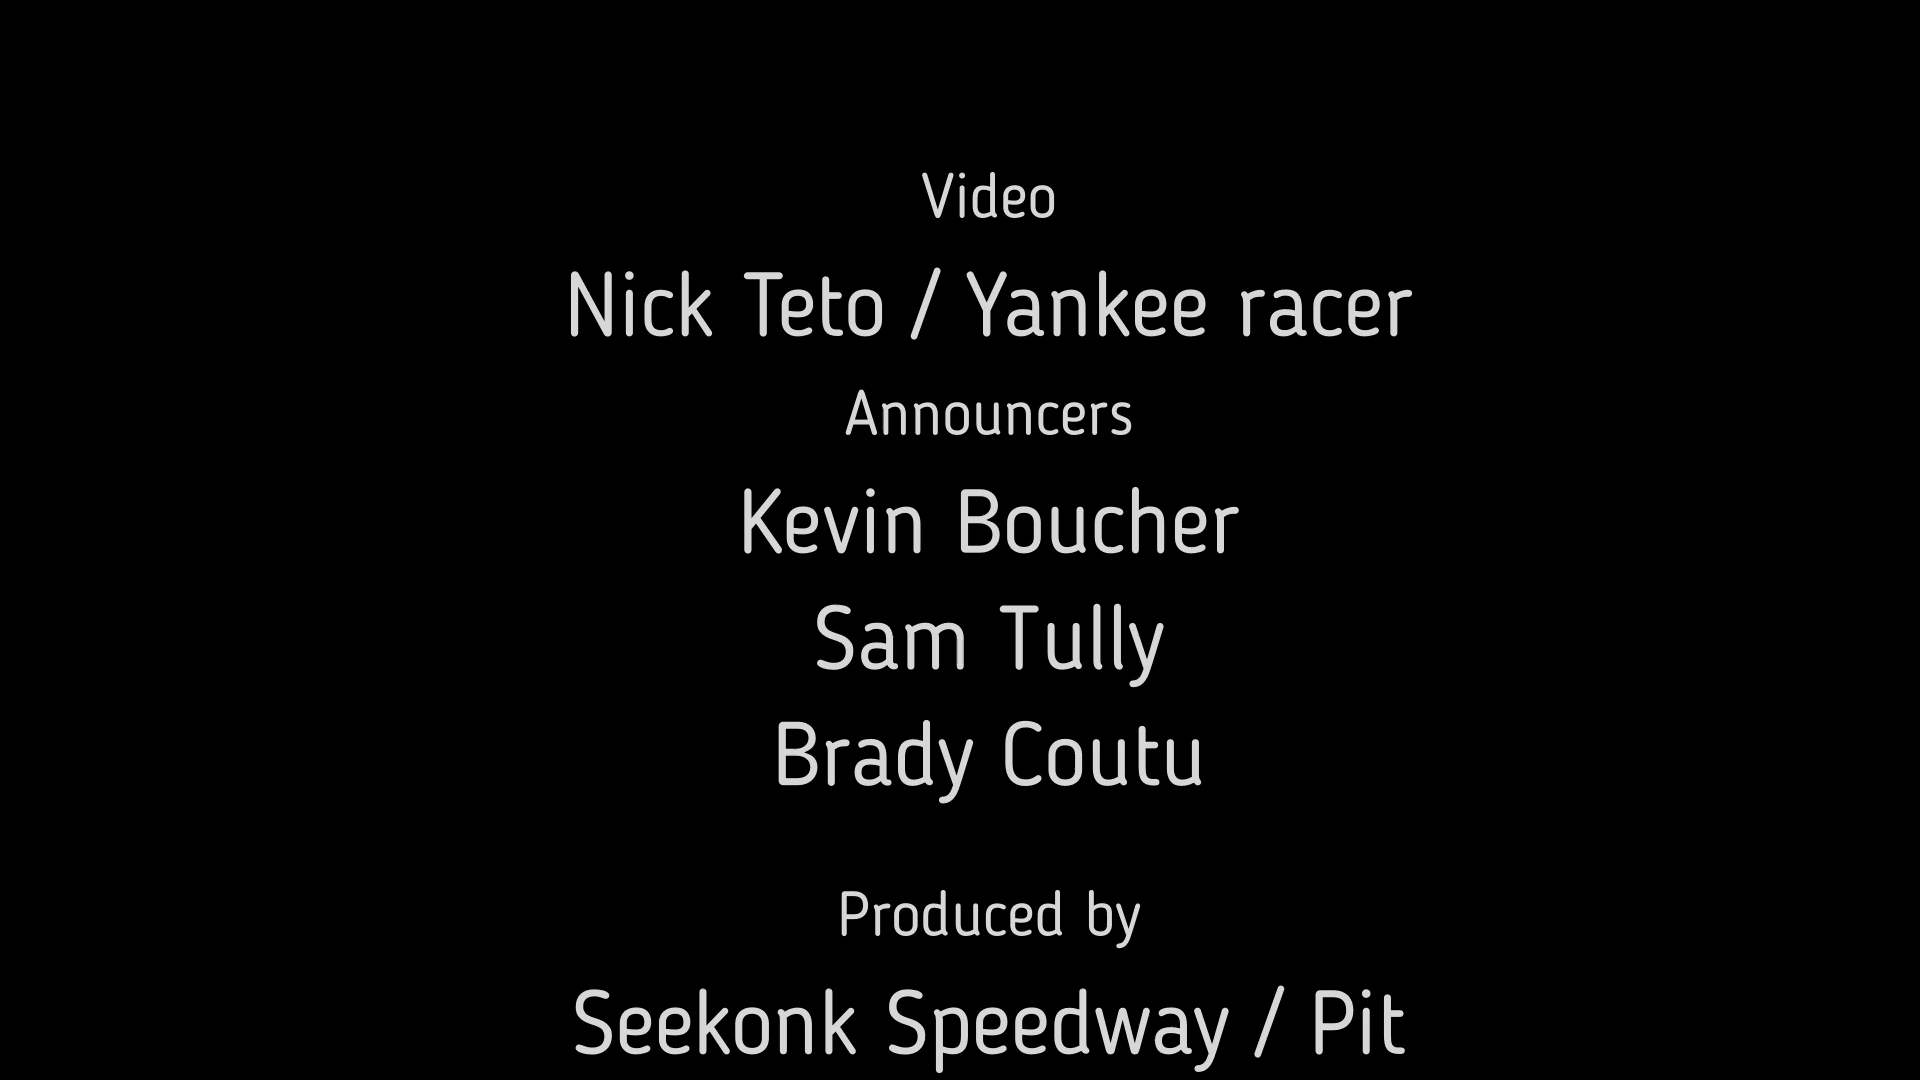 Video
Nick Teto / Yankee racer
Announcers
Kevin Boucher
Sam Tully
Brady Coutu
Produced by
Seekonk Speedway / Pit